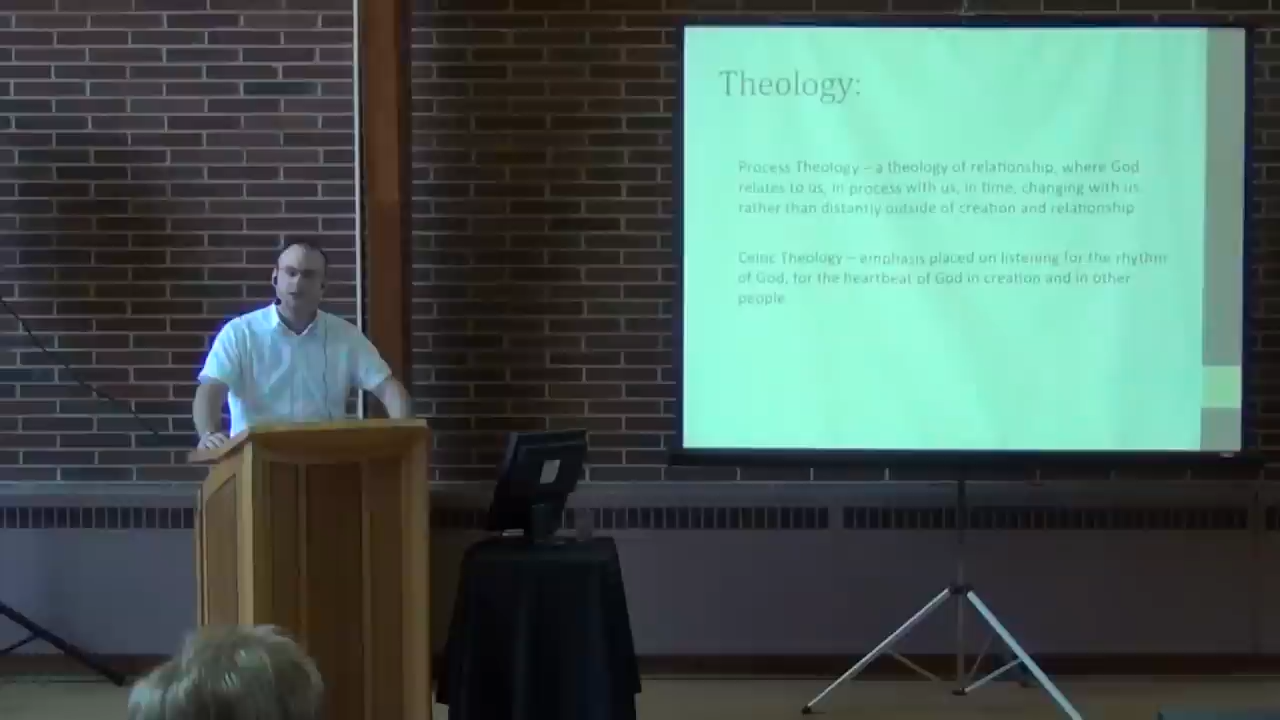 Theology:
Process Theology – a theology of relationship, where God
relates to us, in process with us, in time, changing with us
rather than distantly outside of creation and relationship
Celtic Theology – emphasis placed on listening for the rhythm
of God, for the heartbeat of God in creation and in other
people